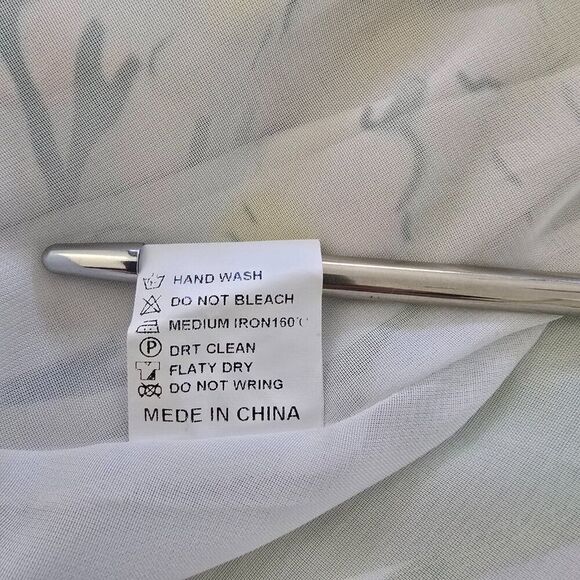 HAND WASH
DO NOT BLEACH
MEDIUM IRON160°C
P DRT CLEAN
FLATY DRY
DO NOT WRING
MEDE IN CHINA